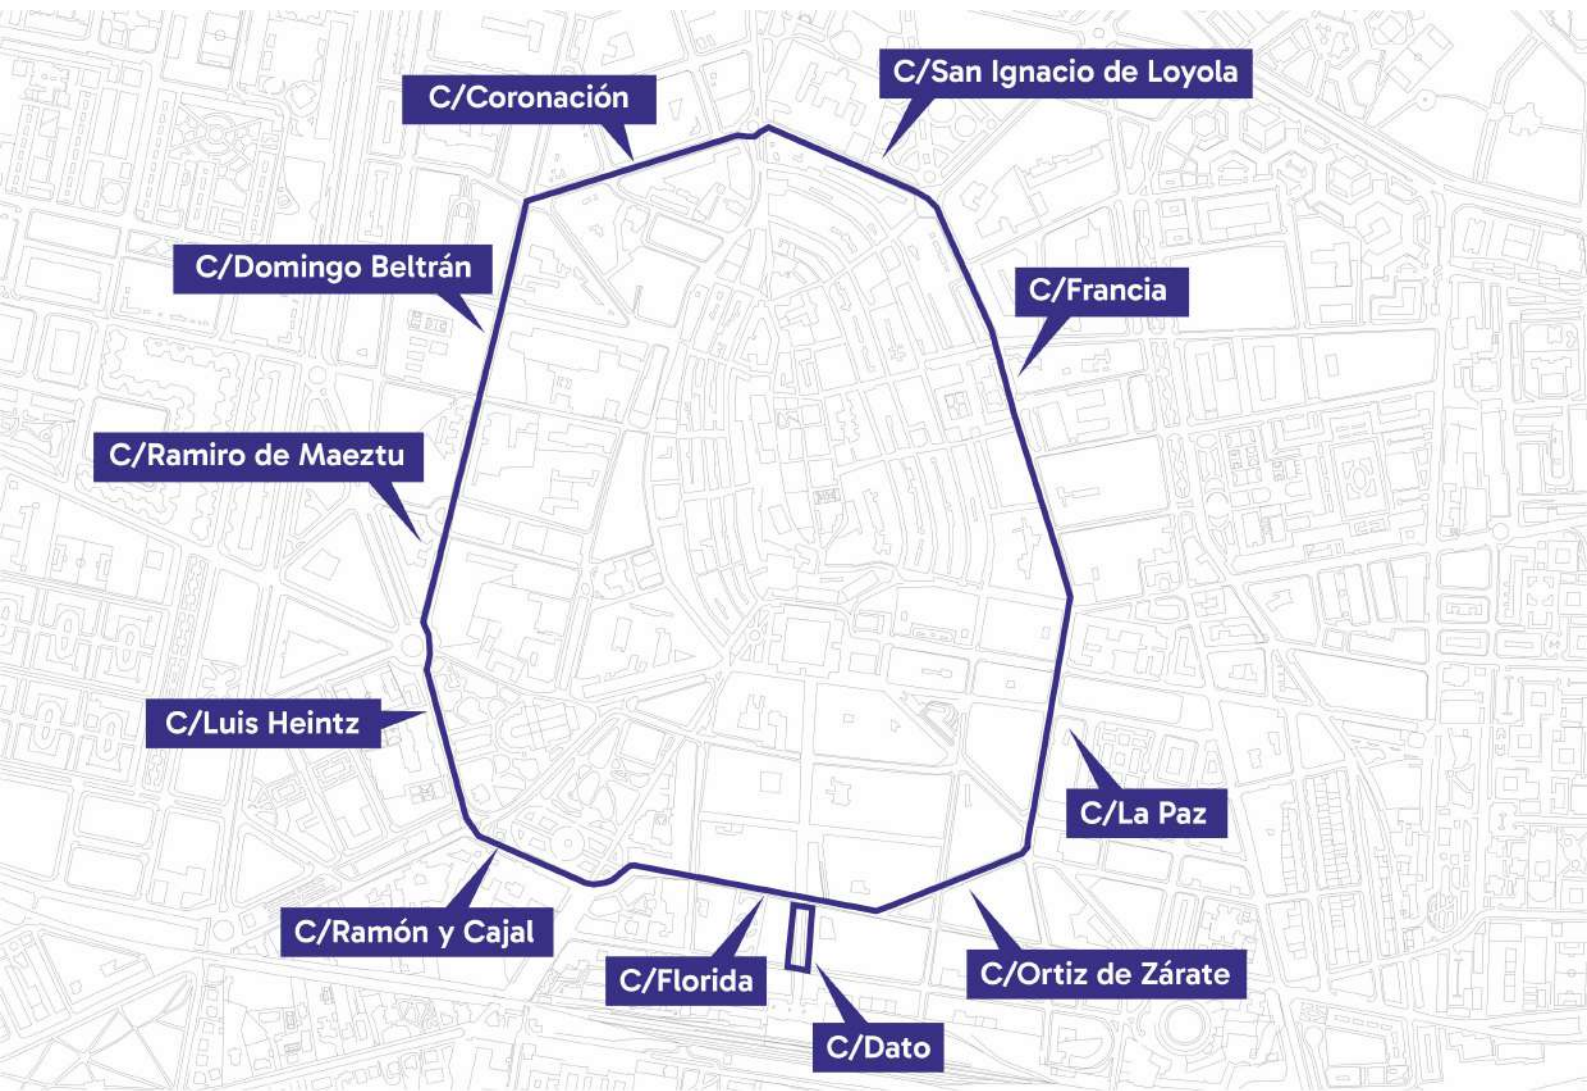 C/San Ignacio de Loyola
C/Coronación
C/Domingo Beltrán
C/Francia
C/Ramiro de Maeztu
C/Luis Heintz
C/La Paz
C/Ramón y Cajal
C/Florida
C/Ortiz de Zárate
C/Dato